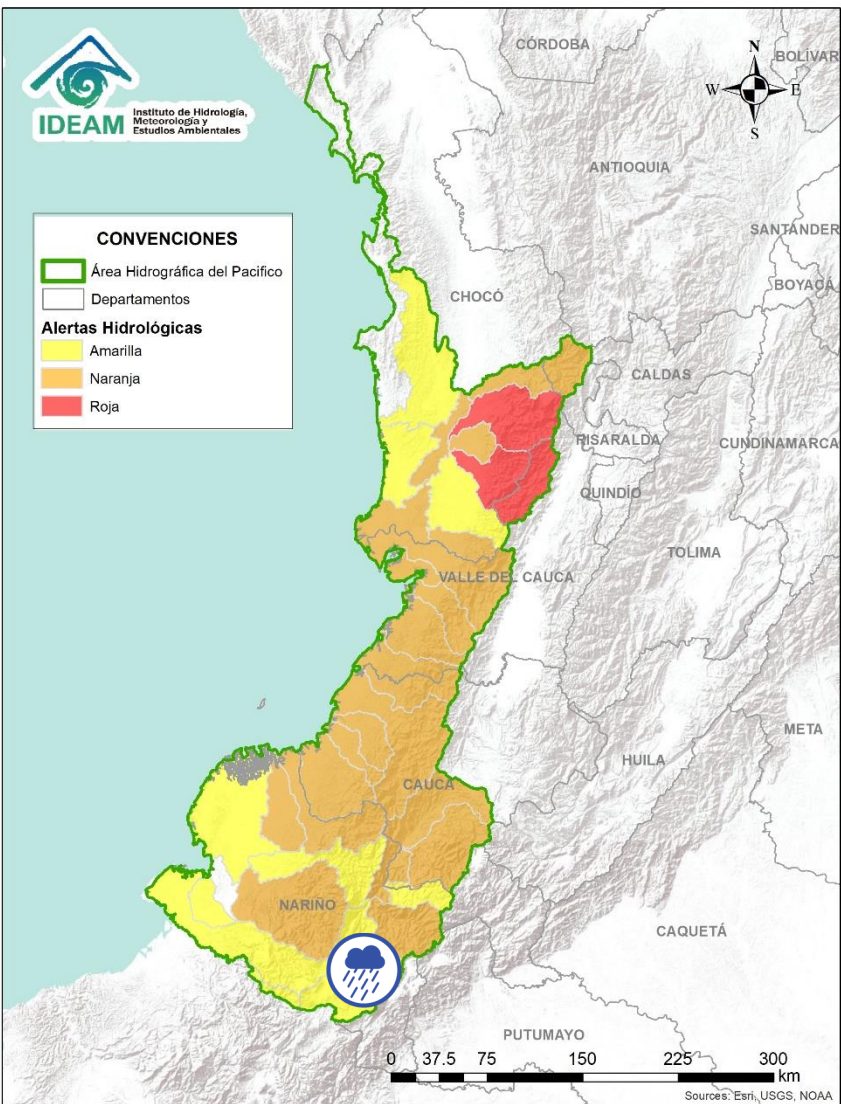 IDEAM
Instituto de Hidrología,
Meteorología y
Estudios Ambientales
CÓRDOBA
BOLÍVAR
N
W
E
S
ANTIOQUIA
SANTANDER
BOYACÁ
CONVENCIONES
Área Hidrográfica del Pacifico
Departamentos
Alertas Hidrológicas
Amarilla
Naranja
Roja
CHOCÓ
CALDAS
RISARALDA
CUNDINAMARCA
QUINDÍO
TOLIMA
VALLE DEL CAUCA
META
HUILA
CAUCA
NARIÑO
CAQUETÁ
PUTUMAYO
0 37.5 75 150 225 300
km
Sources: Esri, USGS, NOAA